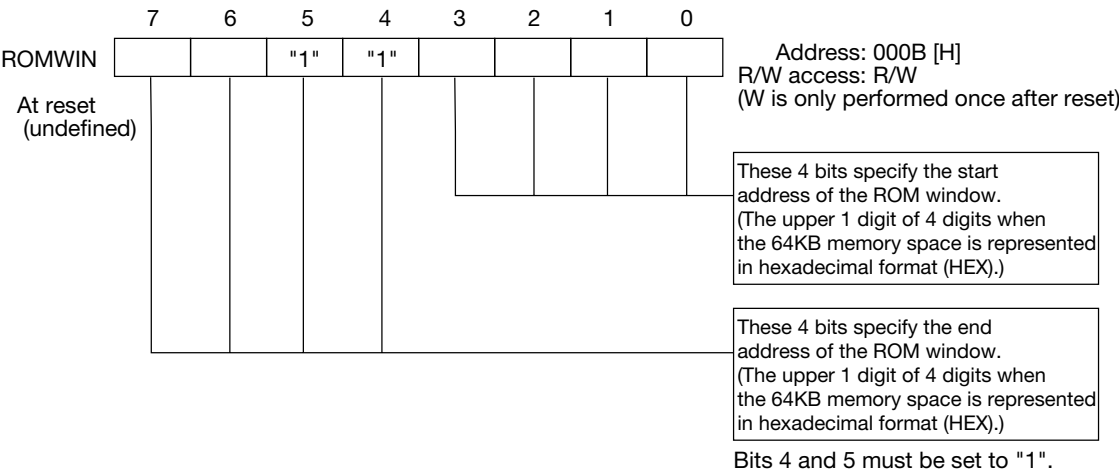 7 6 5 4 3 2 1 0
ROMWIN "1" "1"
Address: 000B [H]
R/W access: R/W
(W is only performed once after reset)
At reset
(undefined)
These 4 bits specify the start
address of the ROM window.
(The upper 1 digit of 4 digits when
the 64KB memory space is represented
in hexadecimal format (HEX).)
These 4 bits specify the end
address of the ROM window.
(The upper 1 digit of 4 digits when
the 64KB memory space is represented
in hexadecimal format (HEX).)
Bits 4 and 5 must be set to "1".